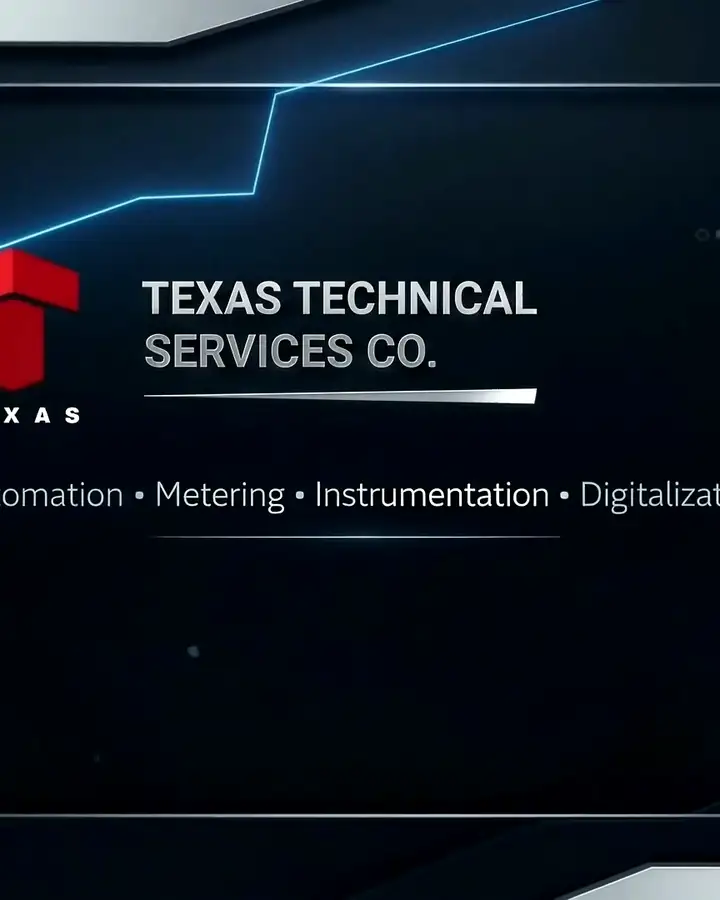 TEXAS TECHNICAL
SERVICES CO.
XAS
omation • Metering • Instrumentation • Digitalizat